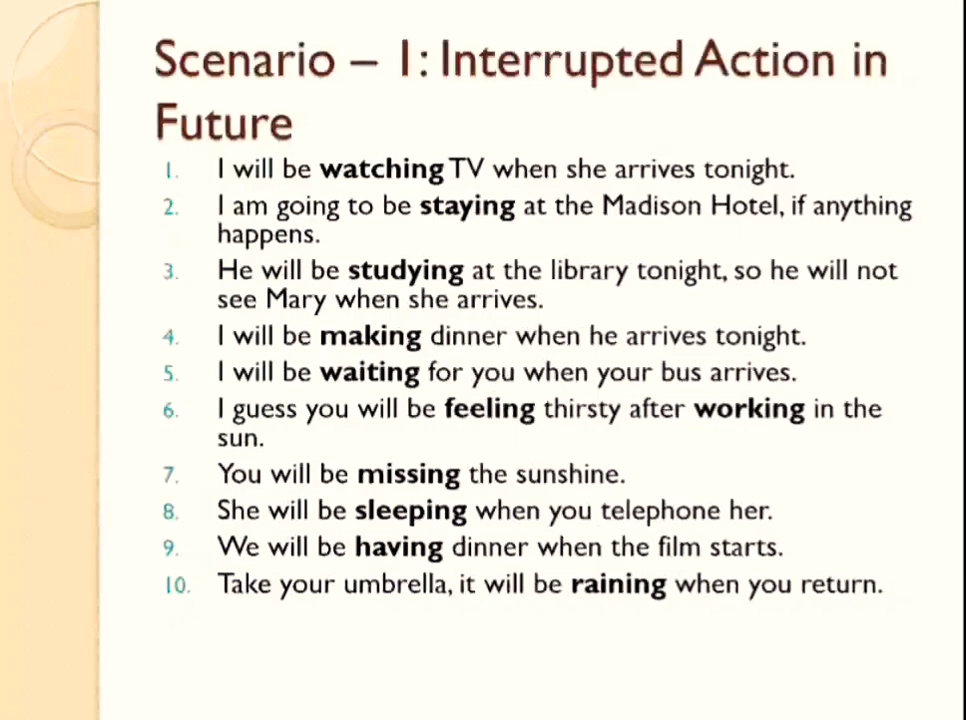 Scenario – 1: Interrupted Action in
Future
1. I will be watching TV when she arrives tonight.
2. I am going to be staying at the Madison Hotel, if anything
happens.
3. He will be studying at the library tonight, so he will not
see Mary when she arrives.
4. I will be making dinner when he arrives tonight.
5. I will be waiting for you when your bus arrives.
6. I guess you will be feeling thirsty after working in the
sun.
7. You will be missing the sunshine.
8. She will be sleeping when you telephone her.
9. We will be having dinner when the film starts.
10. Take your umbrella, it will be raining when you return.